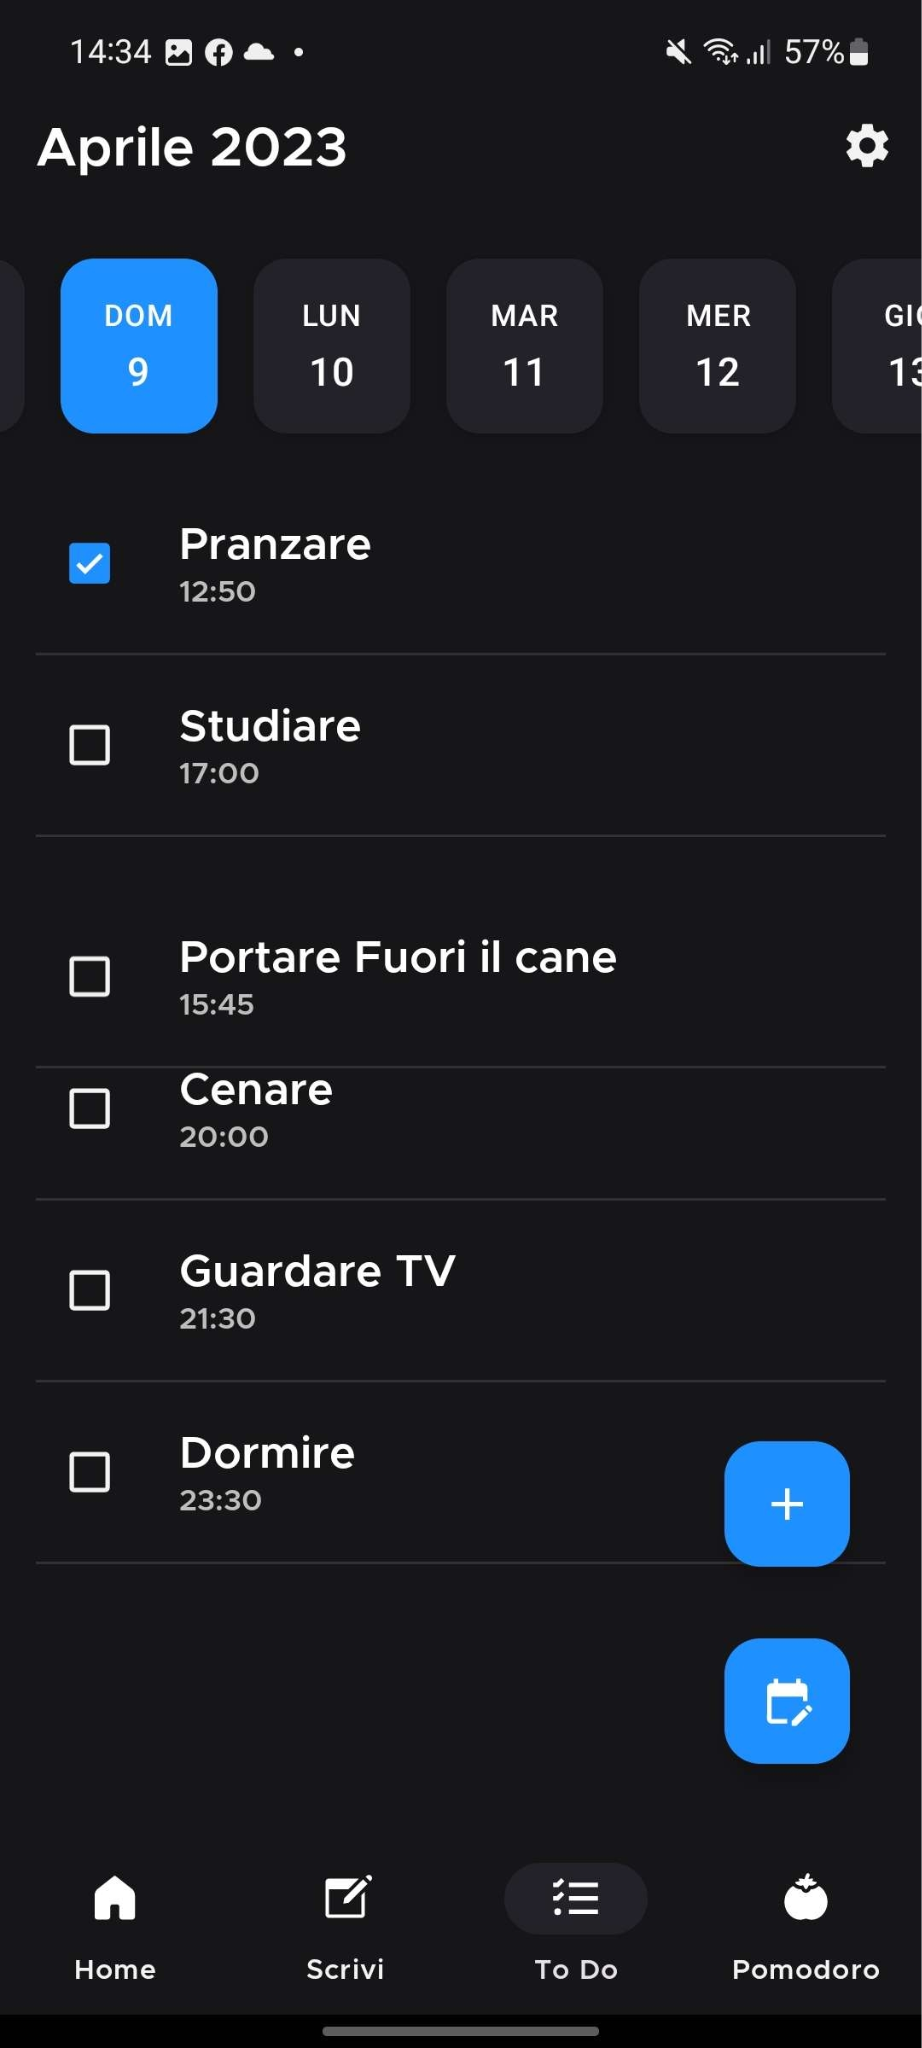 14:34
57%
Aprile 2023
DOM LUN MAR MER GIO
9 10 11 12 13
Pranzare
12:50
Studiare
17:00
Portare Fuori il cane
15:45
Cenare
20:00
Guardare TV
21:30
Dormire
23:30
Home Scrivi To Do Pomodoro